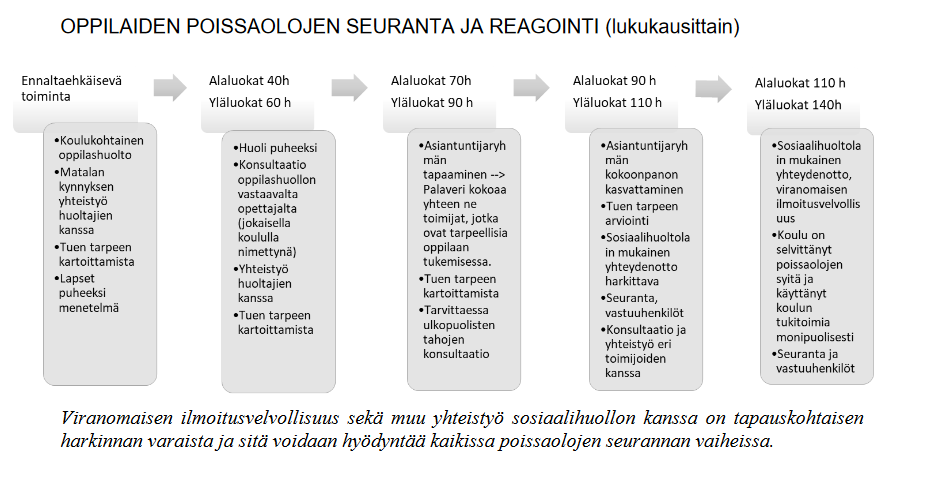 OPPILAIDEN POISSAOLOJEN SEURANTA JA REAGOINTI (lukukausittain)
Ennaltaehkäisevä
toiminta
•Koulukohtainen
oppilashuolto
•Matalan
kynnyksen
yhteistyö
huoltajien
kanssa
•Tuen tarpeen
kartoittamista
•Lapset
puheeksi
menetelmä
Alaluokat 40h
Yläluokat 60 h
•Huoli puheeksi
•Konsultaatio
oppilashuollon
vastaavalta
opettajalta
(jokaisella
koululla
nimettynä)
•Yhteistyö
huoltajien
kanssa
•Tuen tarpeen
kartoittamista
Alaluokat 70h
Yläluokat 90 h
•Asiantuntijaryh
män
tapaaminen -->
Palaveri kokoaa
yhteen ne
toimijat, jotka
ovat tarpeellisia
oppilaan
tukemisessa.
•Tuen tarpeen
kartoittamista
•Tarvittaessa
ulkopuolisten
tahojen
konsultaatio
Alaluokat 90 h
Yläluokat 110 h
•Asiantuntijaryh
män
kokoonpanon
kasvattaminen
•Tuen tarpeen
arviointi
•Sosiaalihuoltola
in mukainen
yhteydenotto
harkittava
•Seuranta,
vastuuhenkilöt
•Konsultaatio ja
yhteistyö eri
toimijoiden
kanssa
Alaluokat 110 h
Yläluokat 140h
•Sosiaalihuoltola
in mukainen
yhteydenotto,
viranomaisen
ilmoitusvelvollis
uus
•Koulu on
selvittänyt
poissaolojen
syitä ja
käyttänyt
koulun
tukitoimia
monipuolisesti
•Seuranta ja
vastuuhenkilöt
Viranomaisen ilmoitusvelvollisuus sekä muu yhteistyö sosiaalihuollon kanssa on tapauskohtaisen
harkinnan varaista ja sitä voidaan hyödyntää kaikissa poissaolojen seurannan vaiheissa.